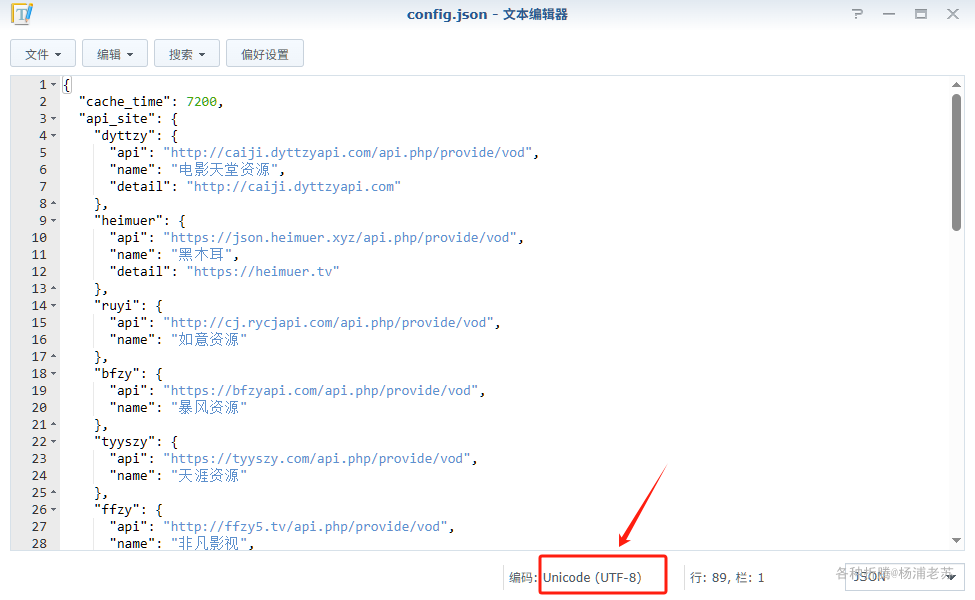 config.json - 文本编辑器
文件 编辑 搜索 偏好设置
1 {
2 "cache_time": 7200,
3 "api_site": {
4 "dyttzy": {
5 "api": "http://caiji.dyttzyapi.com/api.php/provide/vod",
6 "name": "电影天堂资源",
7 "detail": "http://caiji.dyttzyapi.com"
8 },
9 "heimuer": {
10 "api": "https://json.heimuer.xyz/api.php/provide/vod",
11 "name": "黑木耳",
12 "detail": "https://heimuer.tv"
13 },
14 "ruyi": {
15 "api": "http://cj.rycjapi.com/api.php/provide/vod",
16 "name": "如意资源"
17 },
18 "bfzy": {
19 "api": "https://bfzyapi.com/api.php/provide/vod",
20 "name": "暴风资源"
21 },
22 "tyyszy": {
23 "api": "https://tyyszy.com/api.php/provide/vod",
24 "name": "天涯资源"
25 },
26 "ffzy": {
27 "api": "http://ffzy5.tv/api.php/provide/vod",
28 "name": "非凡影视",
编码: Unicode (UTF-8) 行: 89, 栏: 1 JSON
各种折腾@杨浦老苏